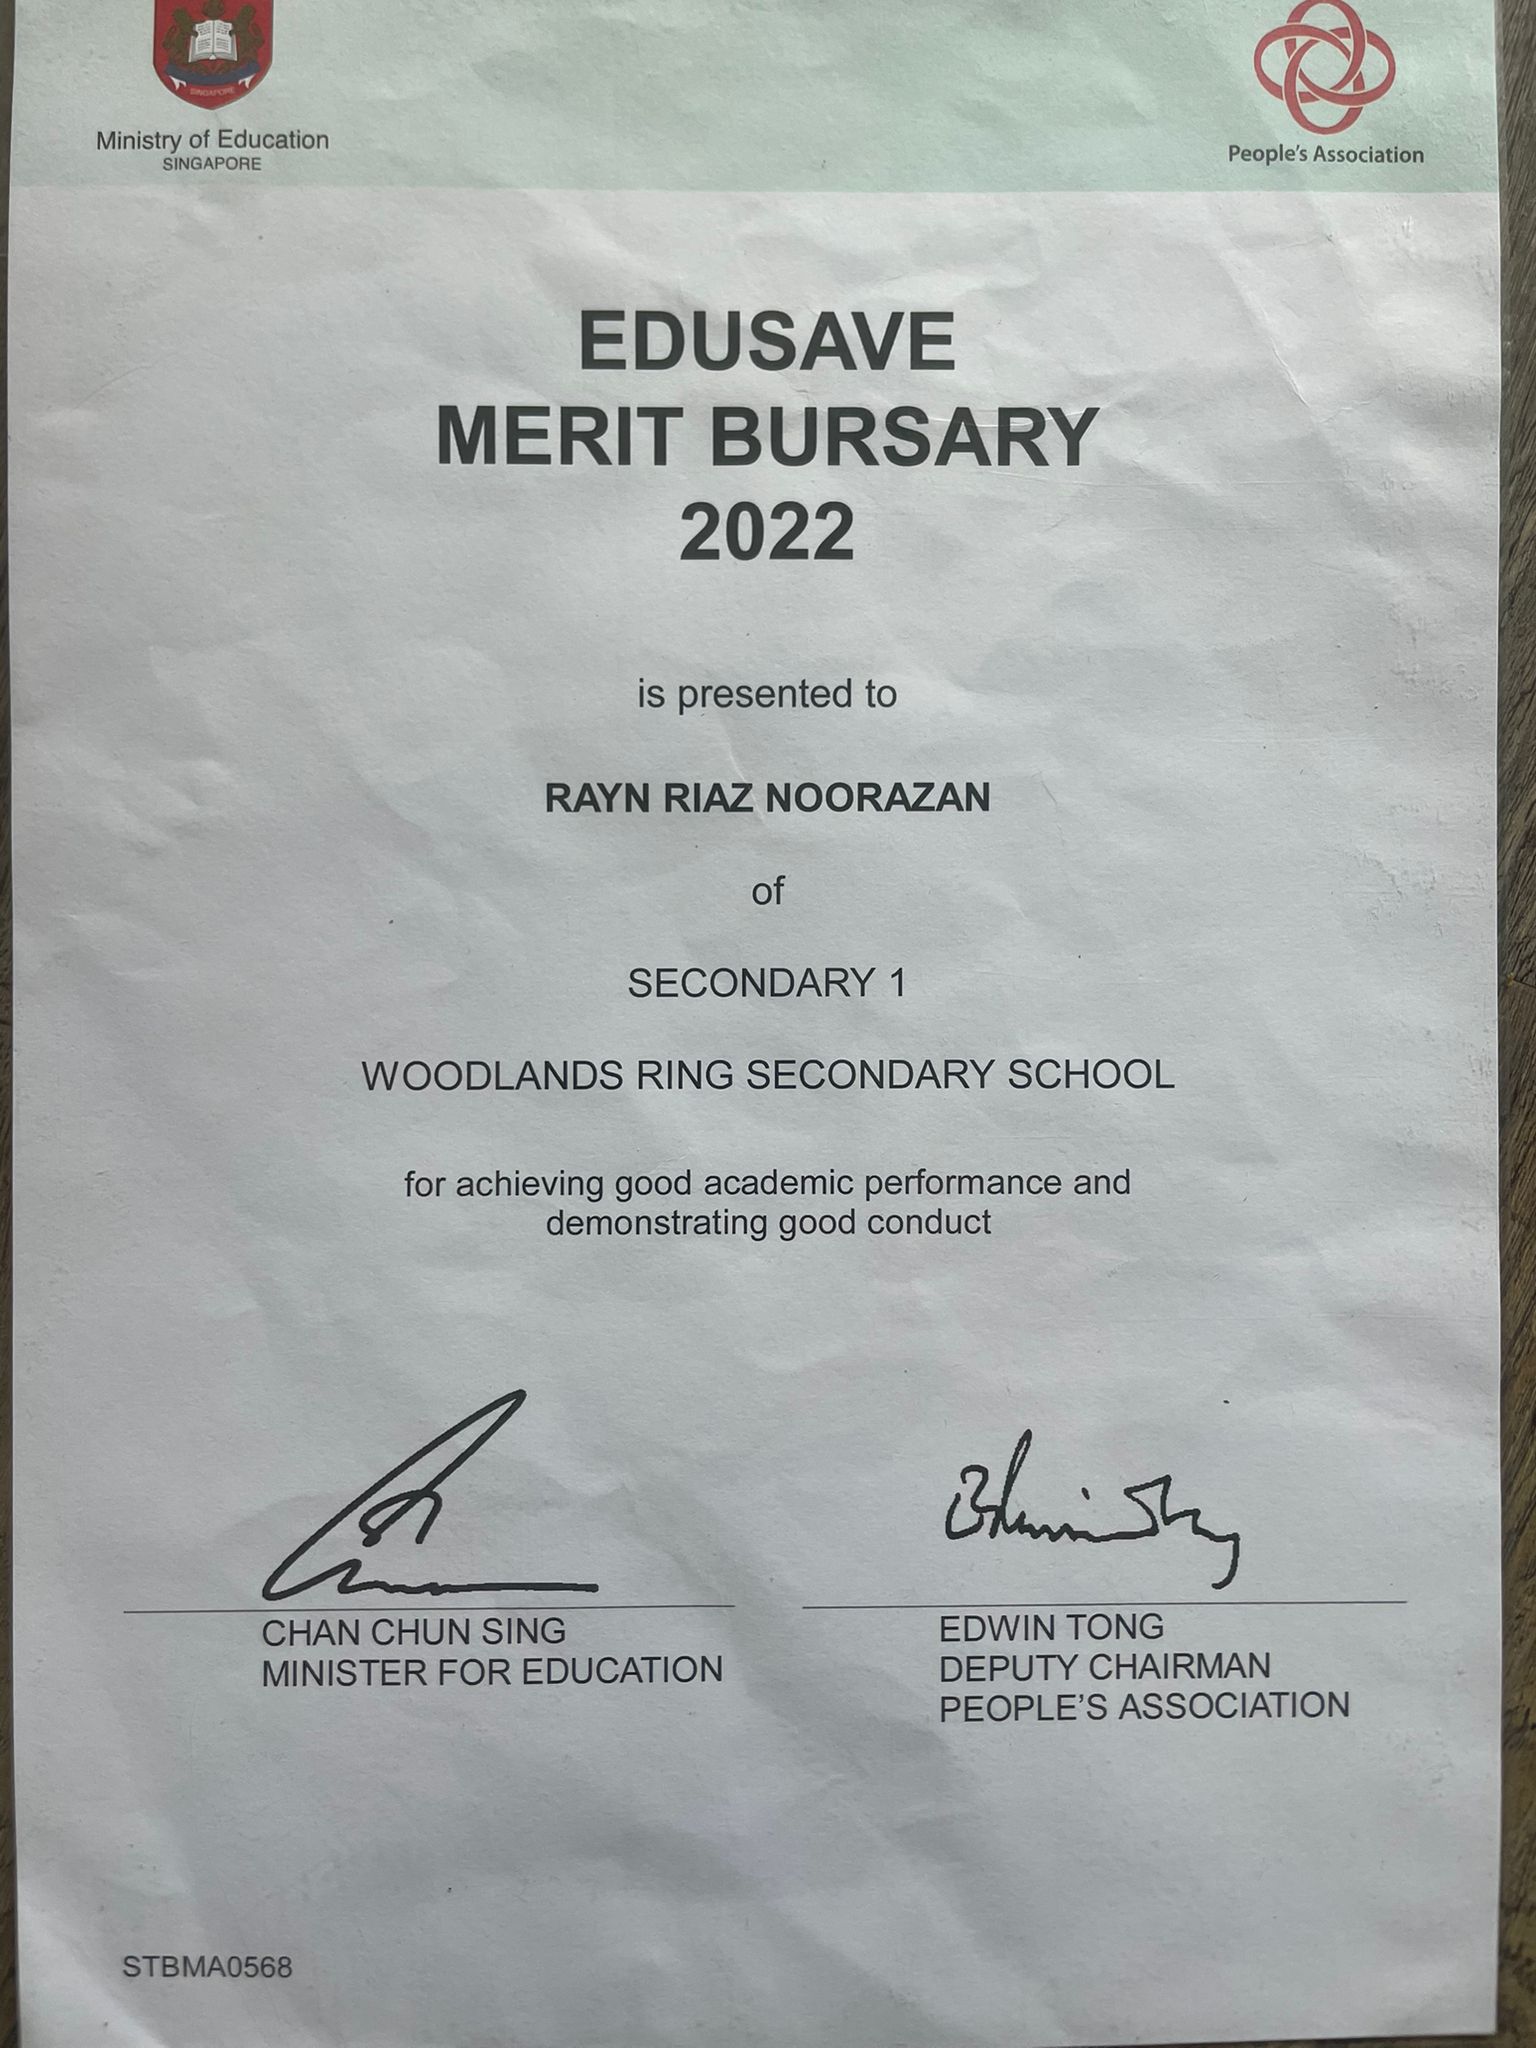 SINGAPORE
Ministry of Education
SINGAPORE
People's Association
EDUSAVE
MERIT BURSARY
2022
is presented to
RAYN RIAZ NOORAZAN
of
SECONDARY 1
WOODLANDS RING SECONDARY SCHOOL
for achieving good academic performance and
demonstrating good conduct
CHAN CHUN SING
MINISTER FOR EDUCATION
EDWIN TONG
DEPUTY CHAIRMAN
PEOPLE'S ASSOCIATION
STBMA0568